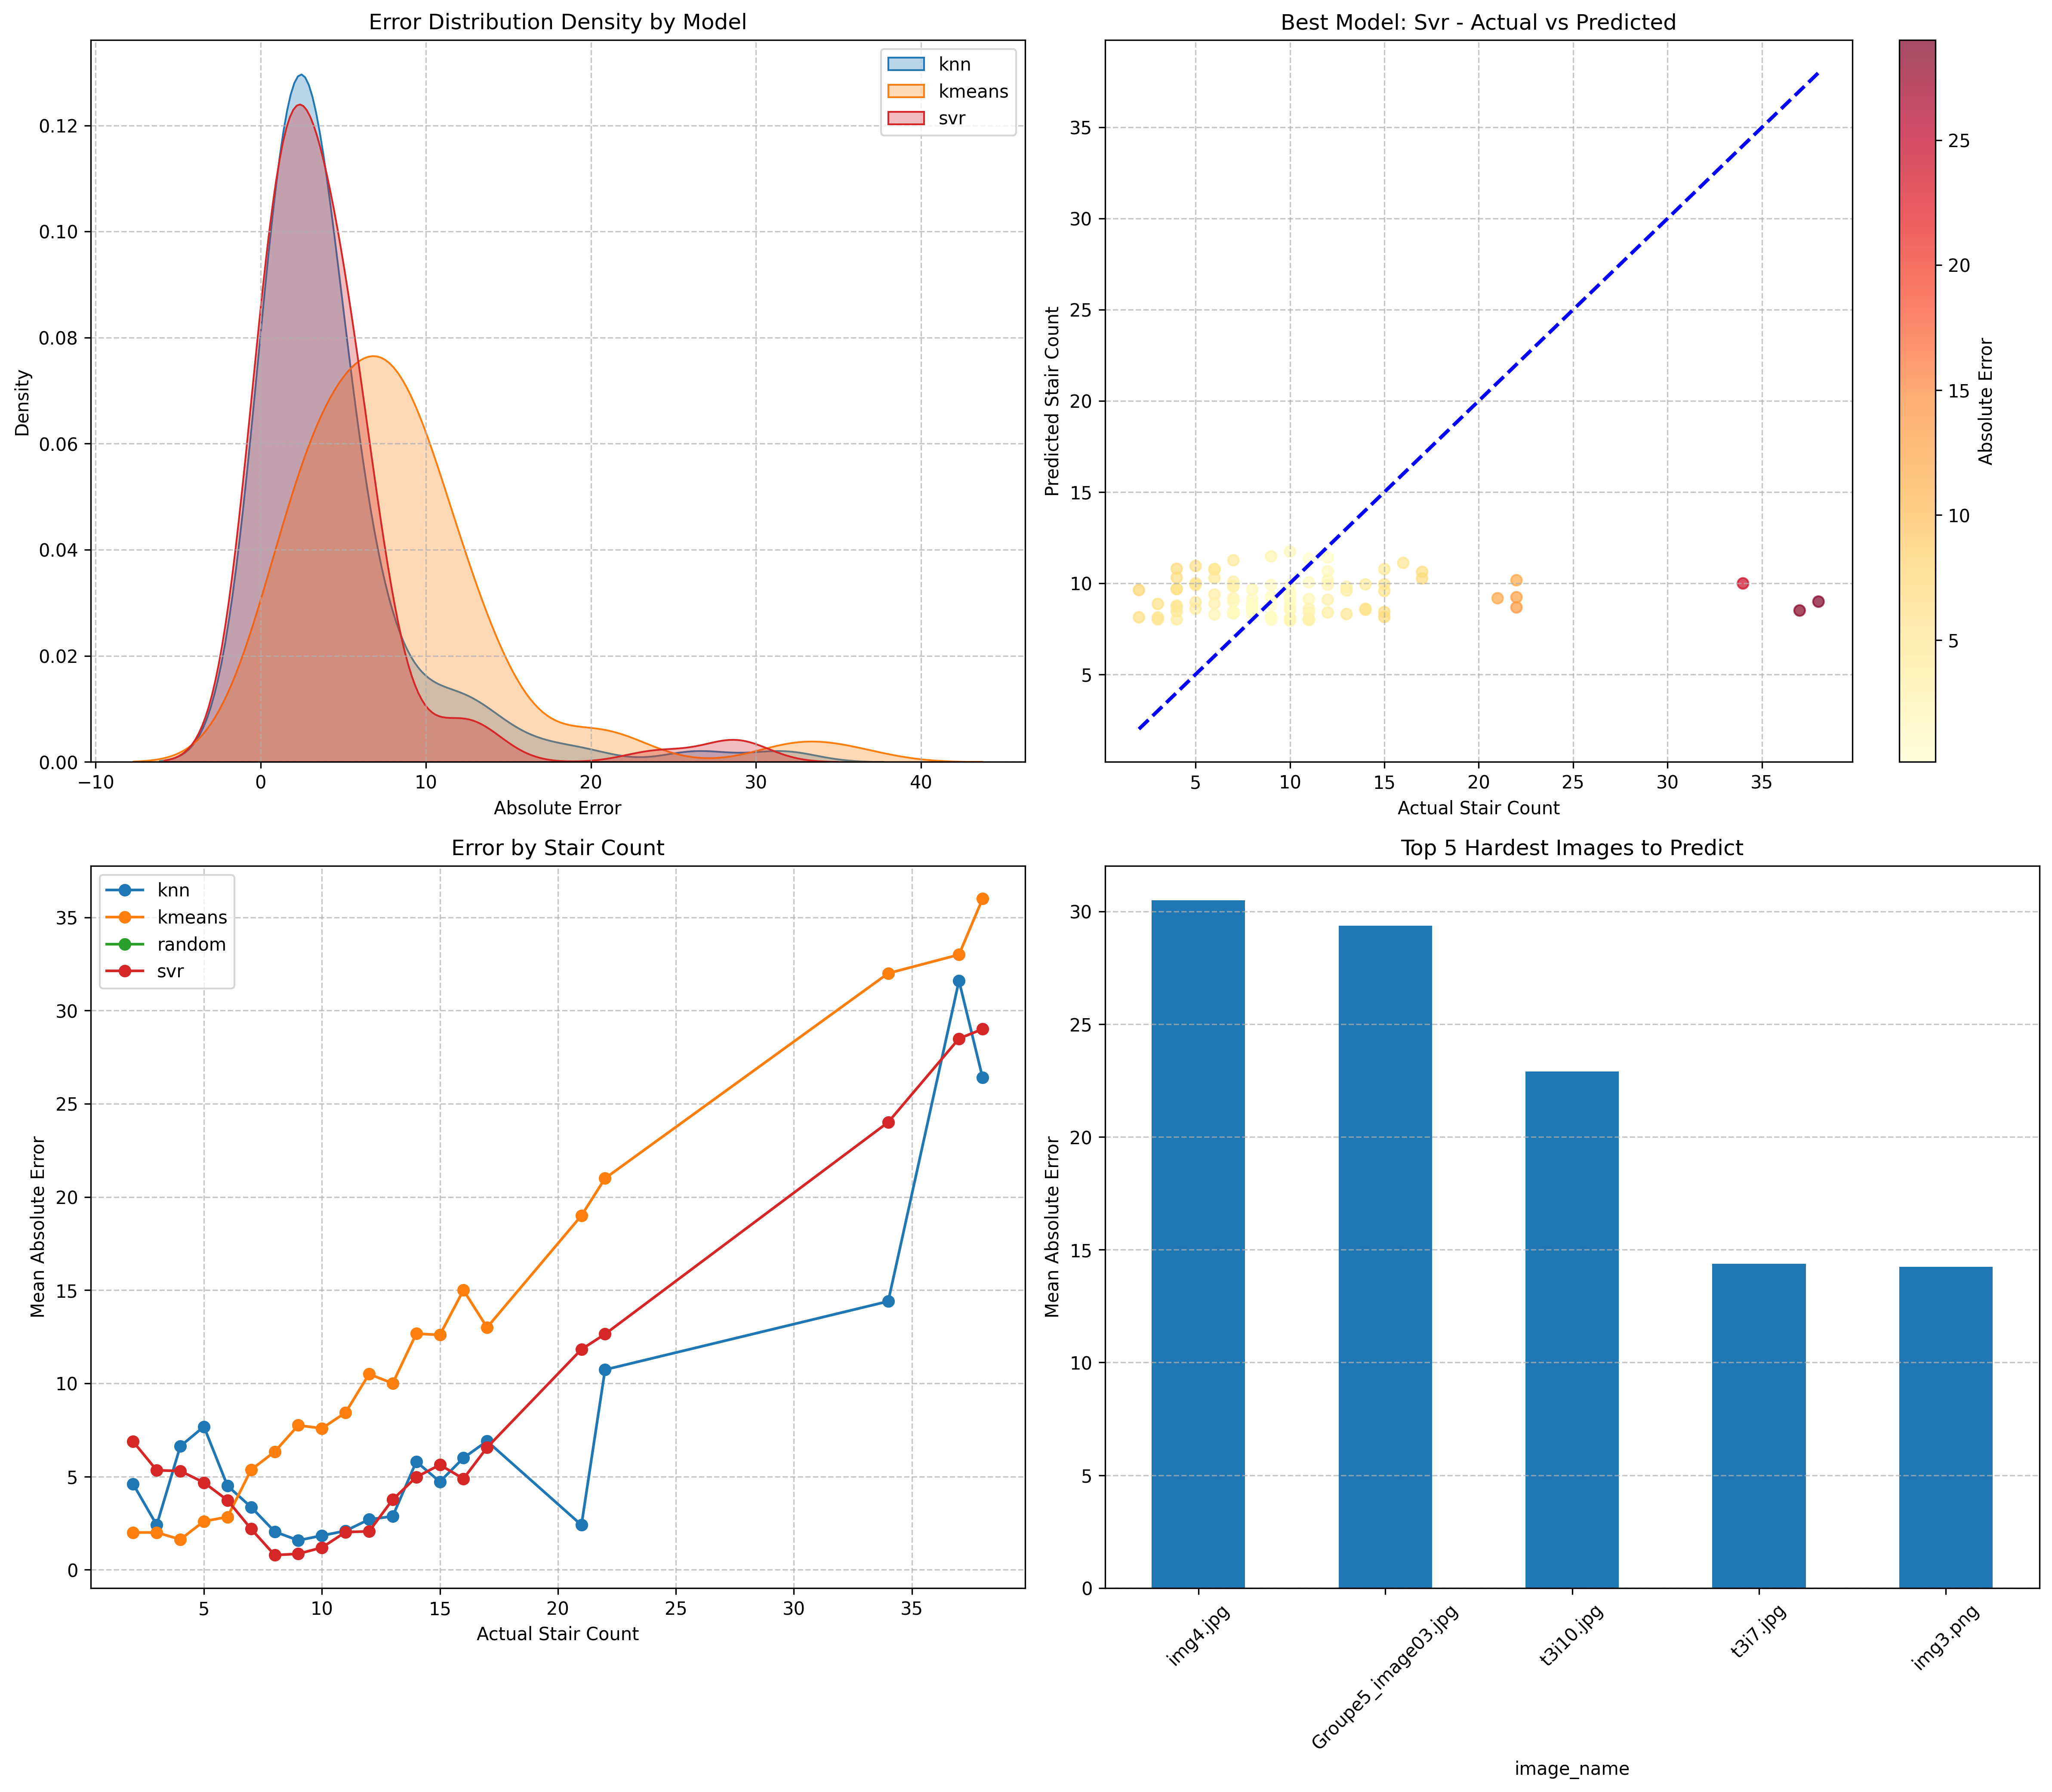 Error Distribution Density by Model
knn
kmeans
svr
Density
0.12
0.10
0.08
0.06
0.04
0.02
0.00
−10 0 10 20 30 40
Absolute Error
Best Model: Svr - Actual vs Predicted
Predicted Stair Count
35
30
25
20
15
10
5
5 10 15 20 25 30 35
Actual Stair Count
25
20
15
10
5
Absolute Error
Error by Stair Count
knn
kmeans
random
svr
Mean Absolute Error
35
30
25
20
15
10
5
0
5 10 15 20 25 30 35
Actual Stair Count
Top 5 Hardest Images to Predict
Mean Absolute Error
30
25
20
15
10
5
0
img4.jpg
Groupe5_image03.jpg
t3i10.jpg
t3i7.jpg
img3.png
image_name